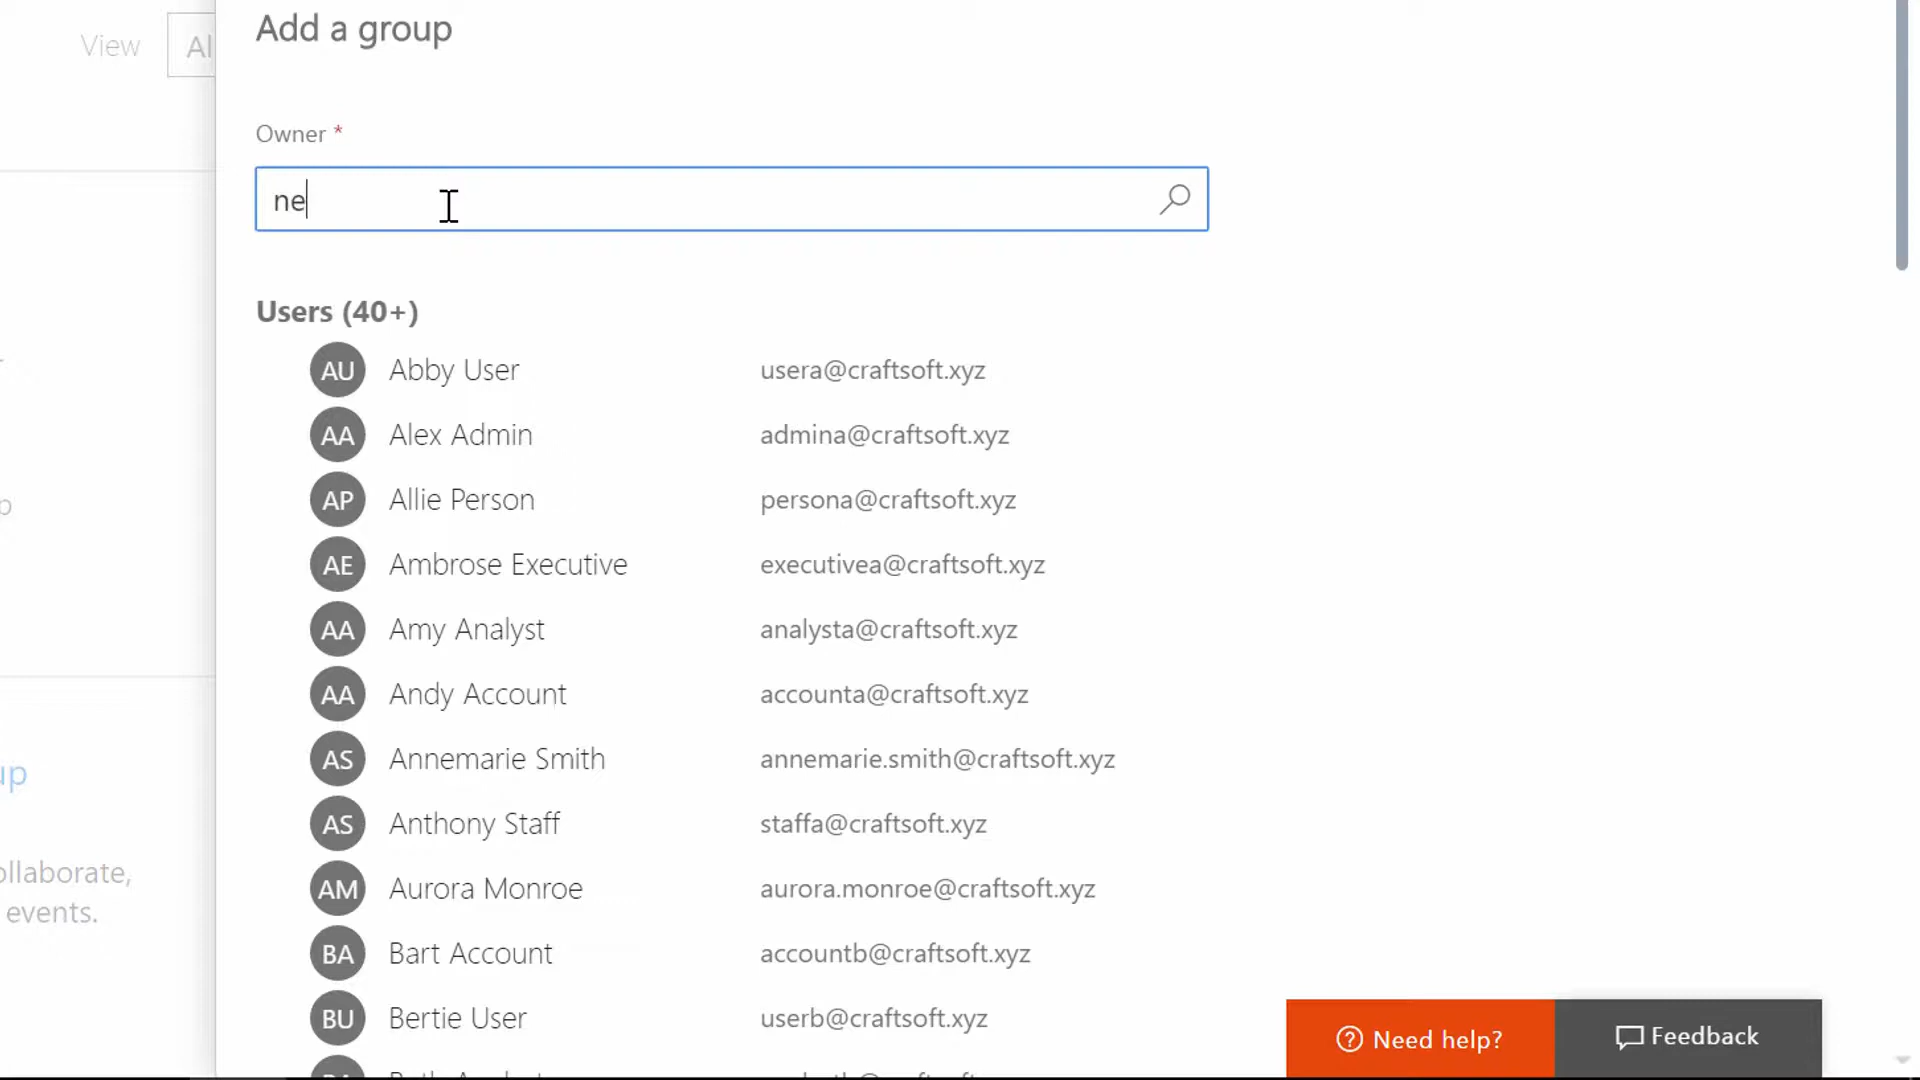 Add a group
View
Al
Owner *
ne
Users (40+)
AU Abby User usera@craftsoft.xyz
AA Alex Admin admina@craftsoft.xyz
AP Allie Person persona@craftsoft.xyz
AE Ambrose Executive executivea@craftsoft.xyz
AA Amy Analyst analysta@craftsoft.xyz
AA Andy Account accounta@craftsoft.xyz
AS Annemarie Smith annemarie.smith@craftsoft.xyz
AS Anthony Staff staffa@craftsoft.xyz
AM Aurora Monroe aurora.monroe@craftsoft.xyz
BA Bart Account accountb@craftsoft.xyz
BU Bertie User userb@craftsoft.xyz
p
up
ollaborate,
events.
Need help?
Feedback